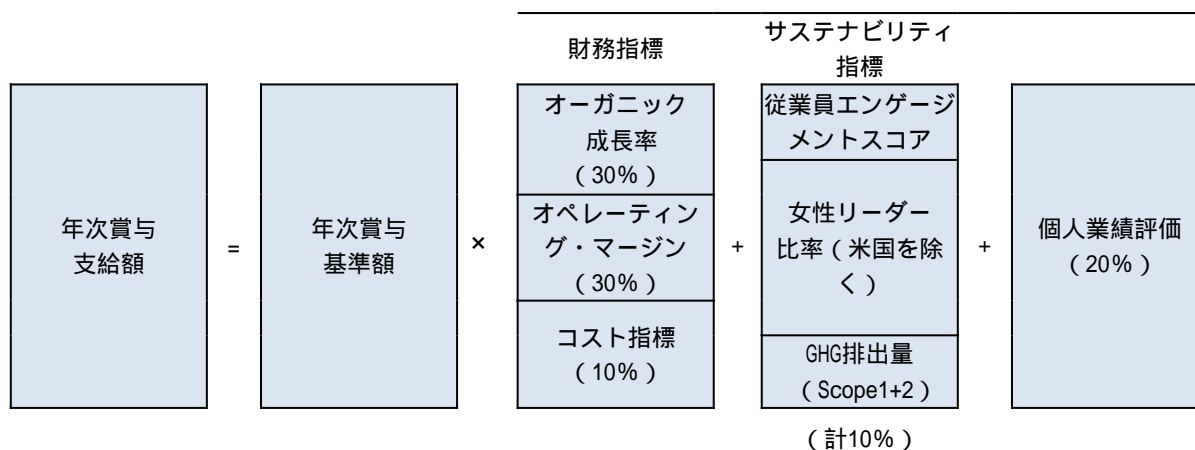 財務指標
サステナビリティ
指標
年次賞与
支給額
=
年次賞与
基準額
×
オーガニック
成長率
（30％）
オペレーティン
グ・マージン
（30％）
コスト指標
（10％）
+
従業員エンゲージ
メントスコア
女性リーダー
比率（米国を除
く）
GHG排出量
（Scope1+2）
（計10％）
+
個人業績評価
（20％）